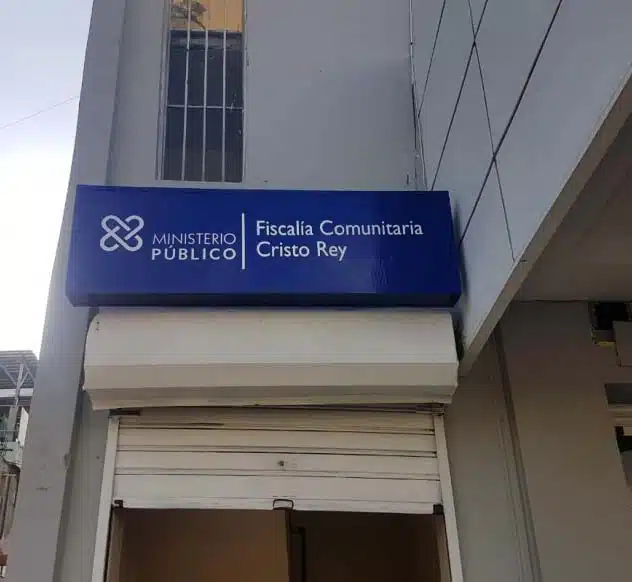 MINISTERIO
PÚBLICO
Fiscalía Comunitaria
Cristo Rey